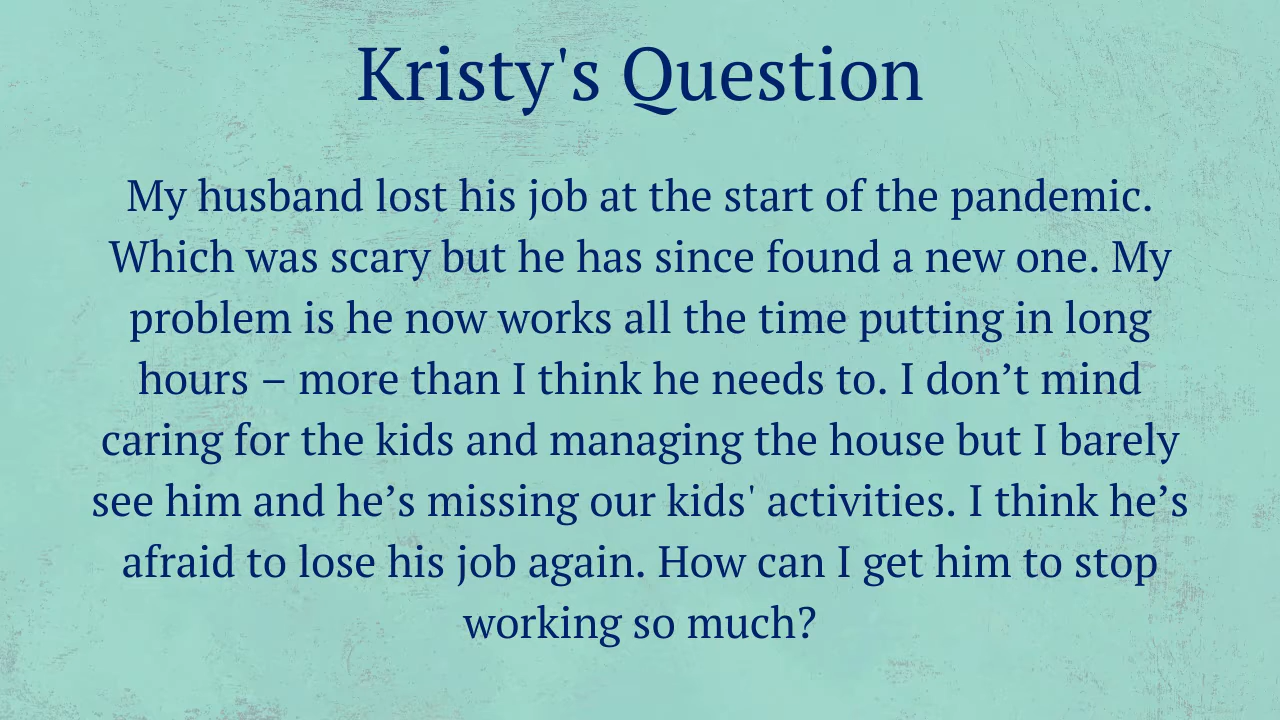 Kristy's Question
My husband lost his job at the start of the pandemic.
Which was scary but he has since found a new one. My
problem is he now works all the time putting in long
hours – more than I think he needs to. I don’t mind
caring for the kids and managing the house but I barely
see him and he’s missing our kids' activities. I think he’s
afraid to lose his job again. How can I get him to stop
working so much?